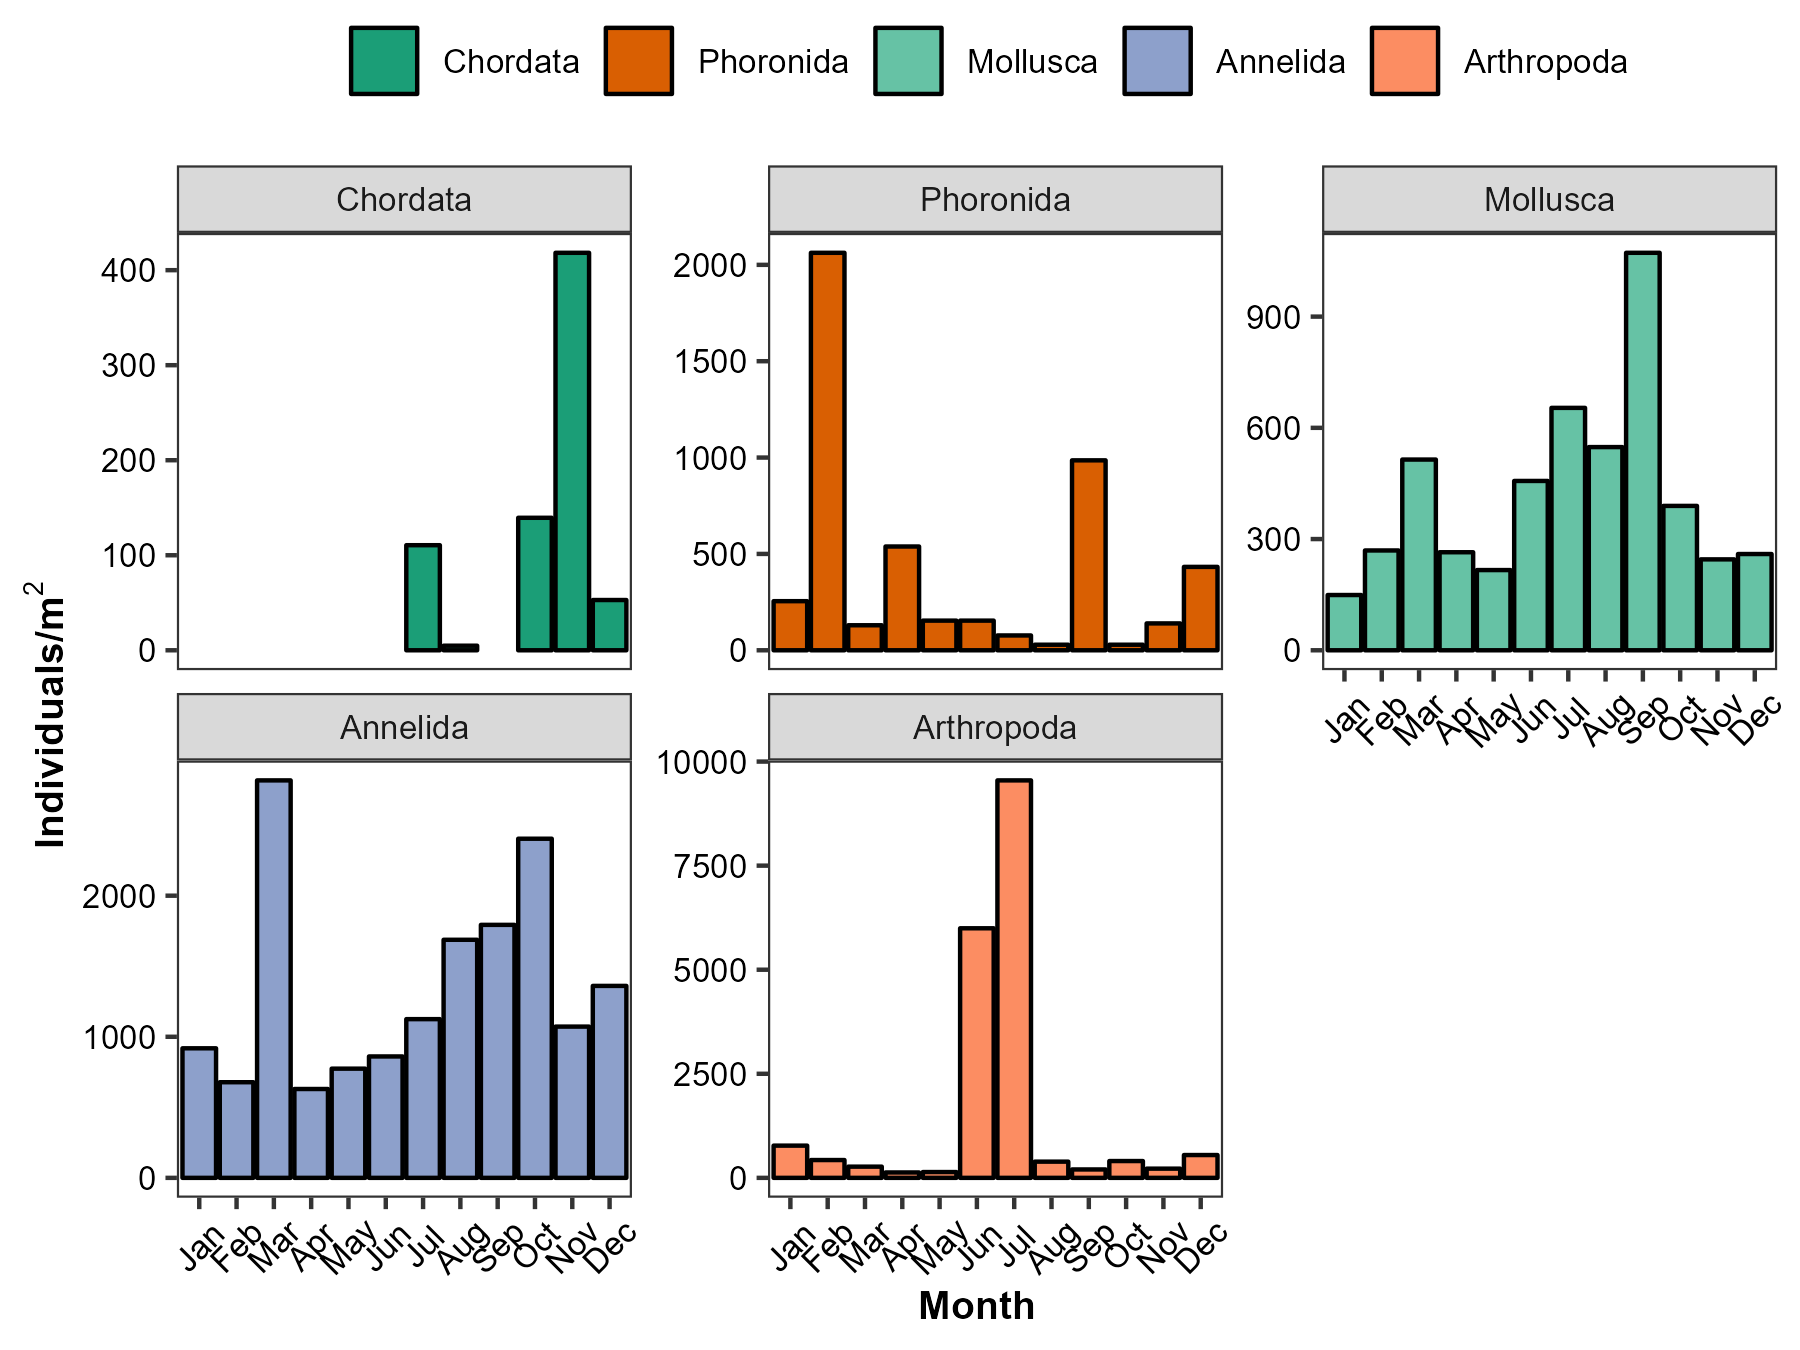 Chordata Phoronida Mollusca Annelida Arthropoda
Individuals/m²
Chordata
400
300
200
100
0
Phoronida
2000
1500
1000
500
0
Mollusca
900
600
300
0
Jan Feb Mar Apr May Jun Jul Aug Sep Oct Nov Dec
Annelida
2000
1000
0
Jan Feb Mar Apr May Jun Jul Aug Sep Oct Nov Dec
Arthropoda
10000
7500
5000
2500
0
Jan Feb Mar Apr May Jun Jul Aug Sep Oct Nov Dec
Month